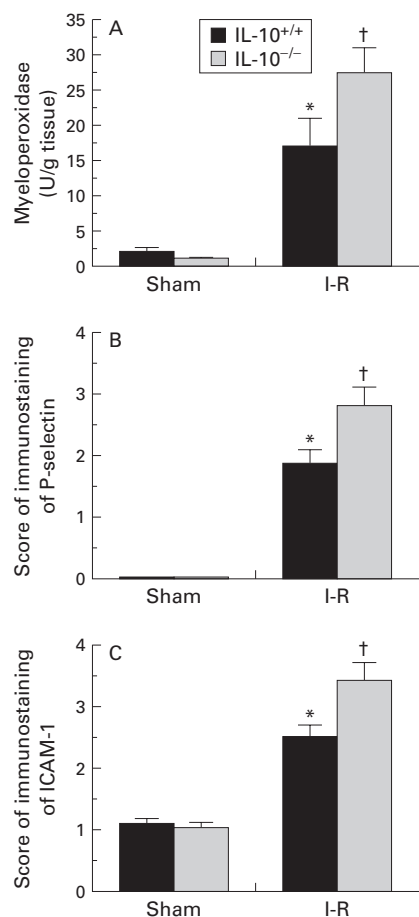 A
IL-10+/+
IL-10−/−
Myeloperoxidase
(U/g tissue)
35
30
25
20
15
10
5
0
*
†
Sham
I-R
B
Score of immunostaining
of P-selectin
4
3
2
1
0
*
†
Sham
I-R
C
Score of immunostaining
of ICAM-1
4
3
2
1
0
*
†
Sham
I-R